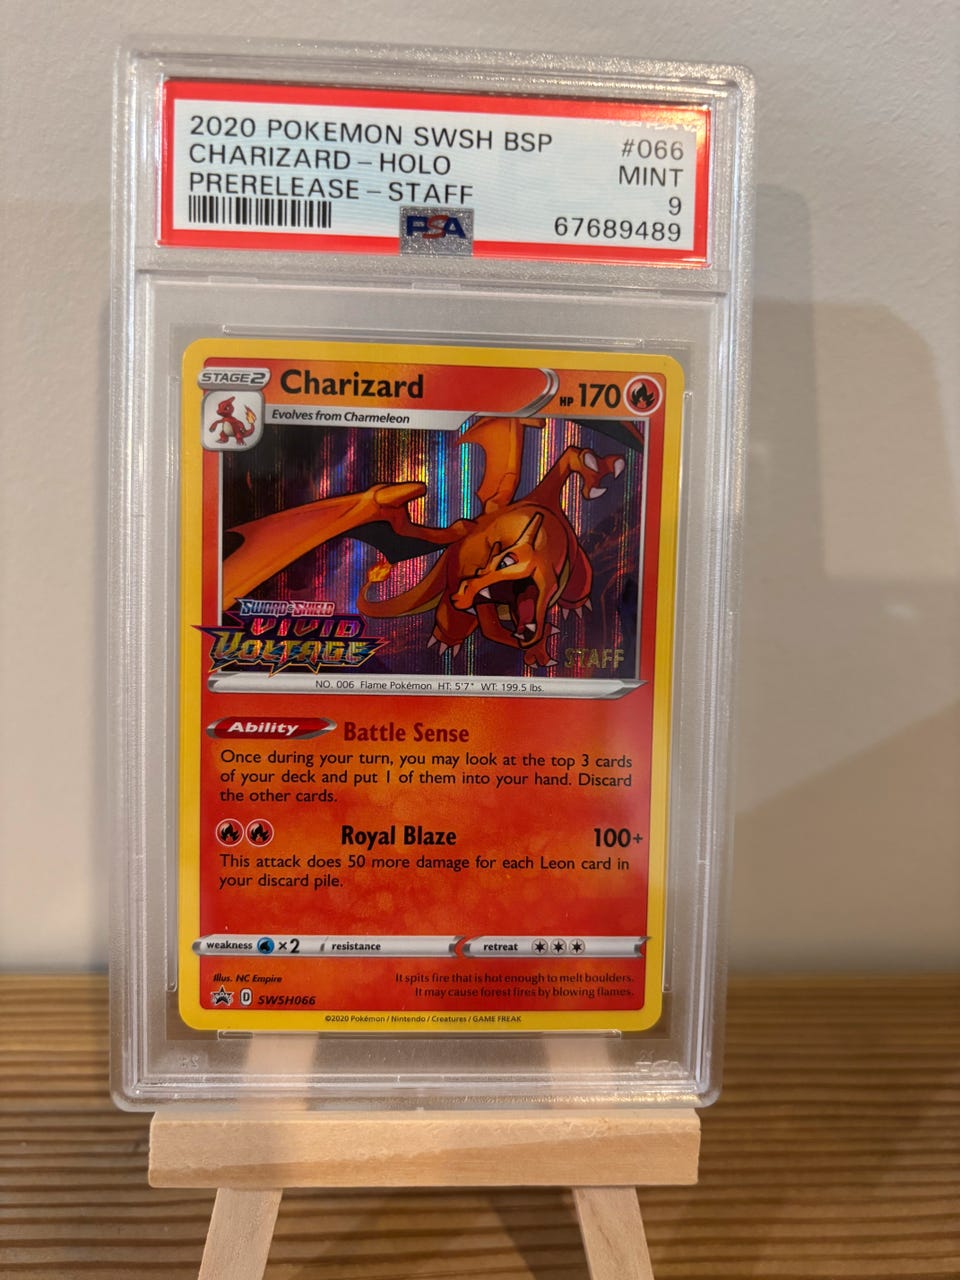 2020 POKEMON SWSH BSP #066
CHARIZARD - HOLO MINT
PRERELEASE - STAFF 9
PSA 67689489
STAGE 2 Charizard HP 170
Evolves from Charmeleon
SWORD & SHIELD
VIVID
VOLTAGE
STAFF
NO. 006 Flame Pokémon HT: 5'7" WT: 199.5 lbs.
Ability Battle Sense
Once during your turn, you may look at the top 3 cards
of your deck and put 1 of them into your hand. Discard
the other cards.
Royal Blaze 100+
This attack does 50 more damage for each Leon card in
your discard pile.
weakness ×2 resistance retreat
Illus. NC Empire
It spits fire that is hot enough to melt boulders.
It may cause forest fires by blowing flames.
D SWSH066
©2020 Pokémon / Nintendo / Creatures / GAME FREAK